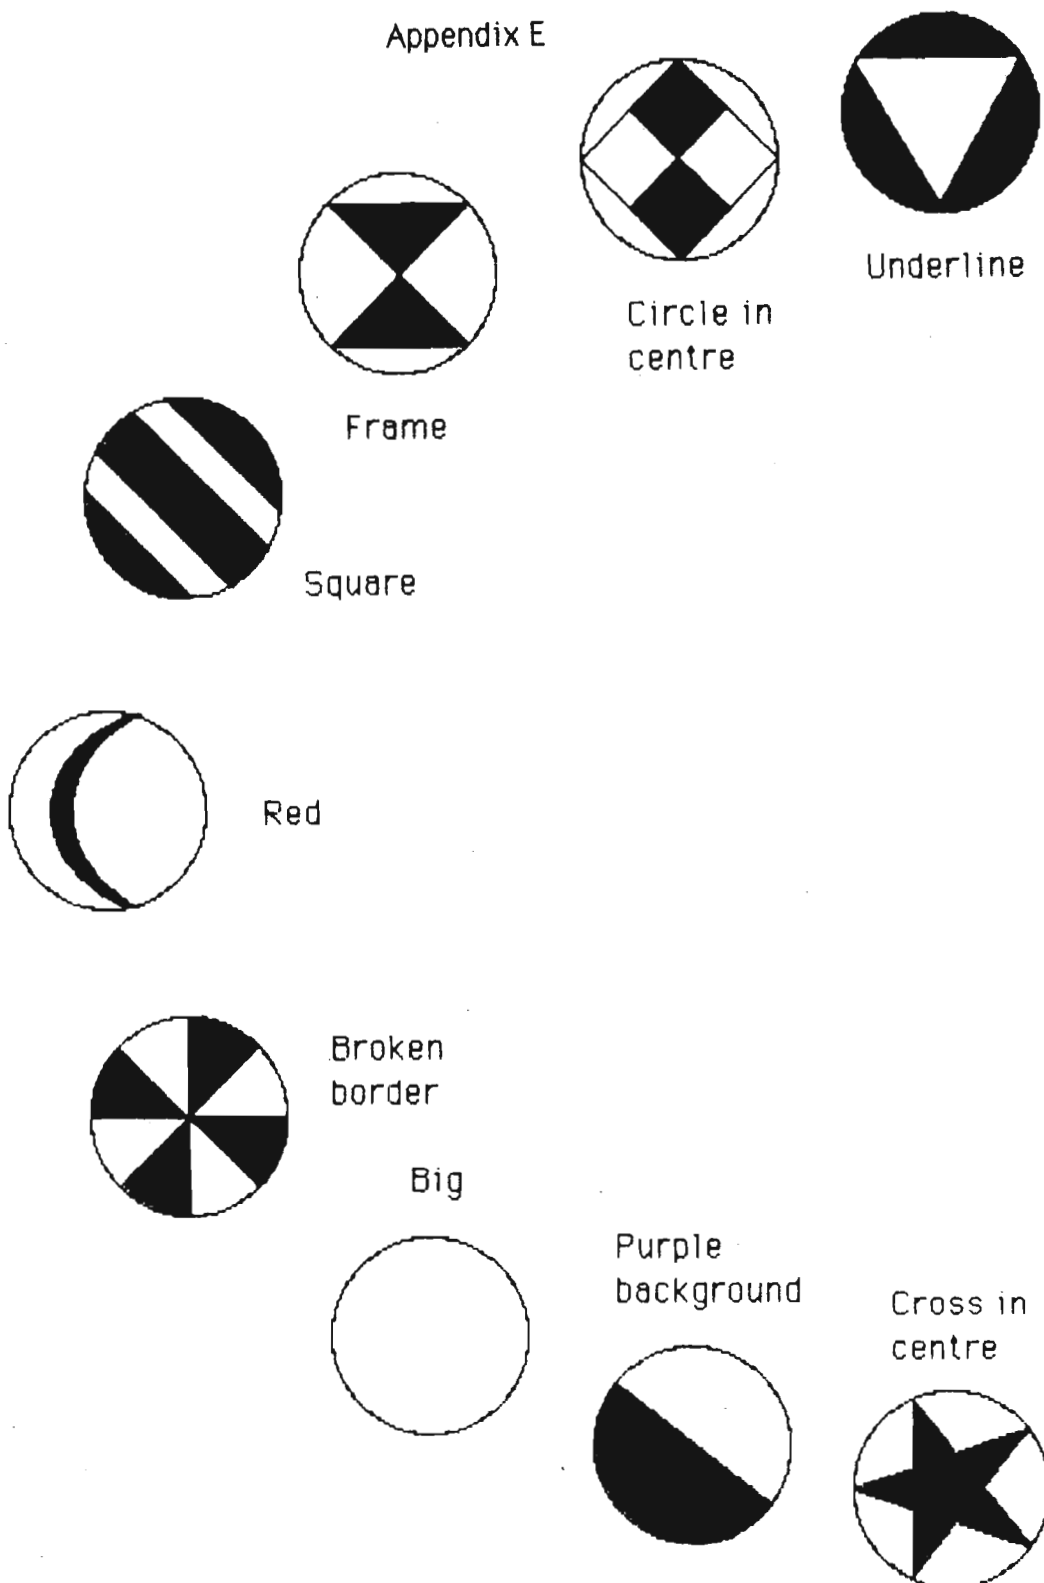 Appendix E
Underline
Circle in
centre
Frame
Square
Red
Broken
border
Big
Purple
background
Cross in
centre